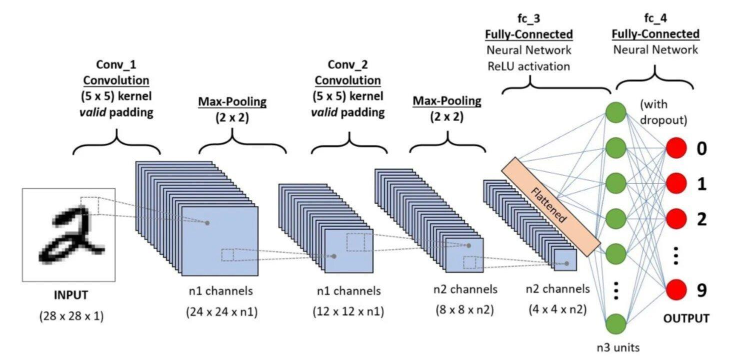 fc_3
Fully-Connected
Neural Network
ReLU activation
fc_4
Fully-Connected
Neural Network
Conv_1
Convolution
(5 x 5) kernel
valid padding
Max-Pooling
(2 x 2)
Conv_2
Convolution
(5 x 5) kernel
valid padding
Max-Pooling
(2 x 2)
(with
dropout)
2
Flattened
0
1
2
⋮
9
⋮
INPUT
(28 x 28 x 1)
n1 channels
(24 x 24 x n1)
n1 channels
(12 x 12 x n1)
n2 channels
(8 x 8 x n2)
n2 channels
(4 x 4 x n2)
OUTPUT
n3 units